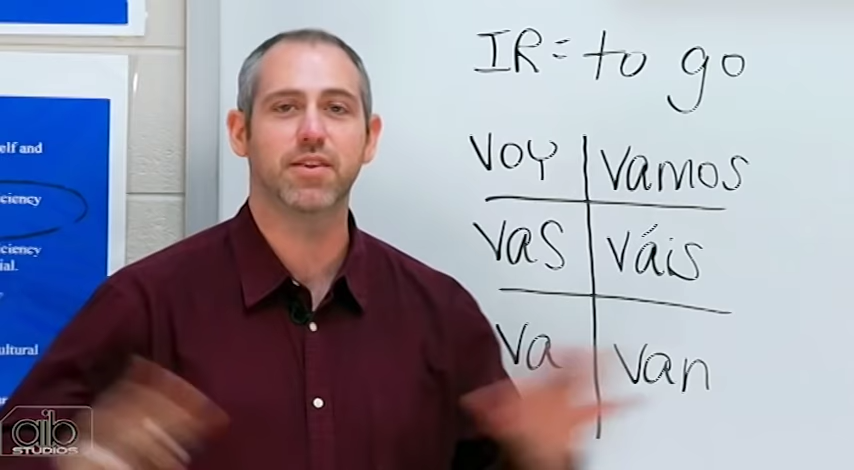 IR = to go
voy vamos
vas váis
va van
elf and
ciency
ciency
ial.
ultural
aib
STUDIOS